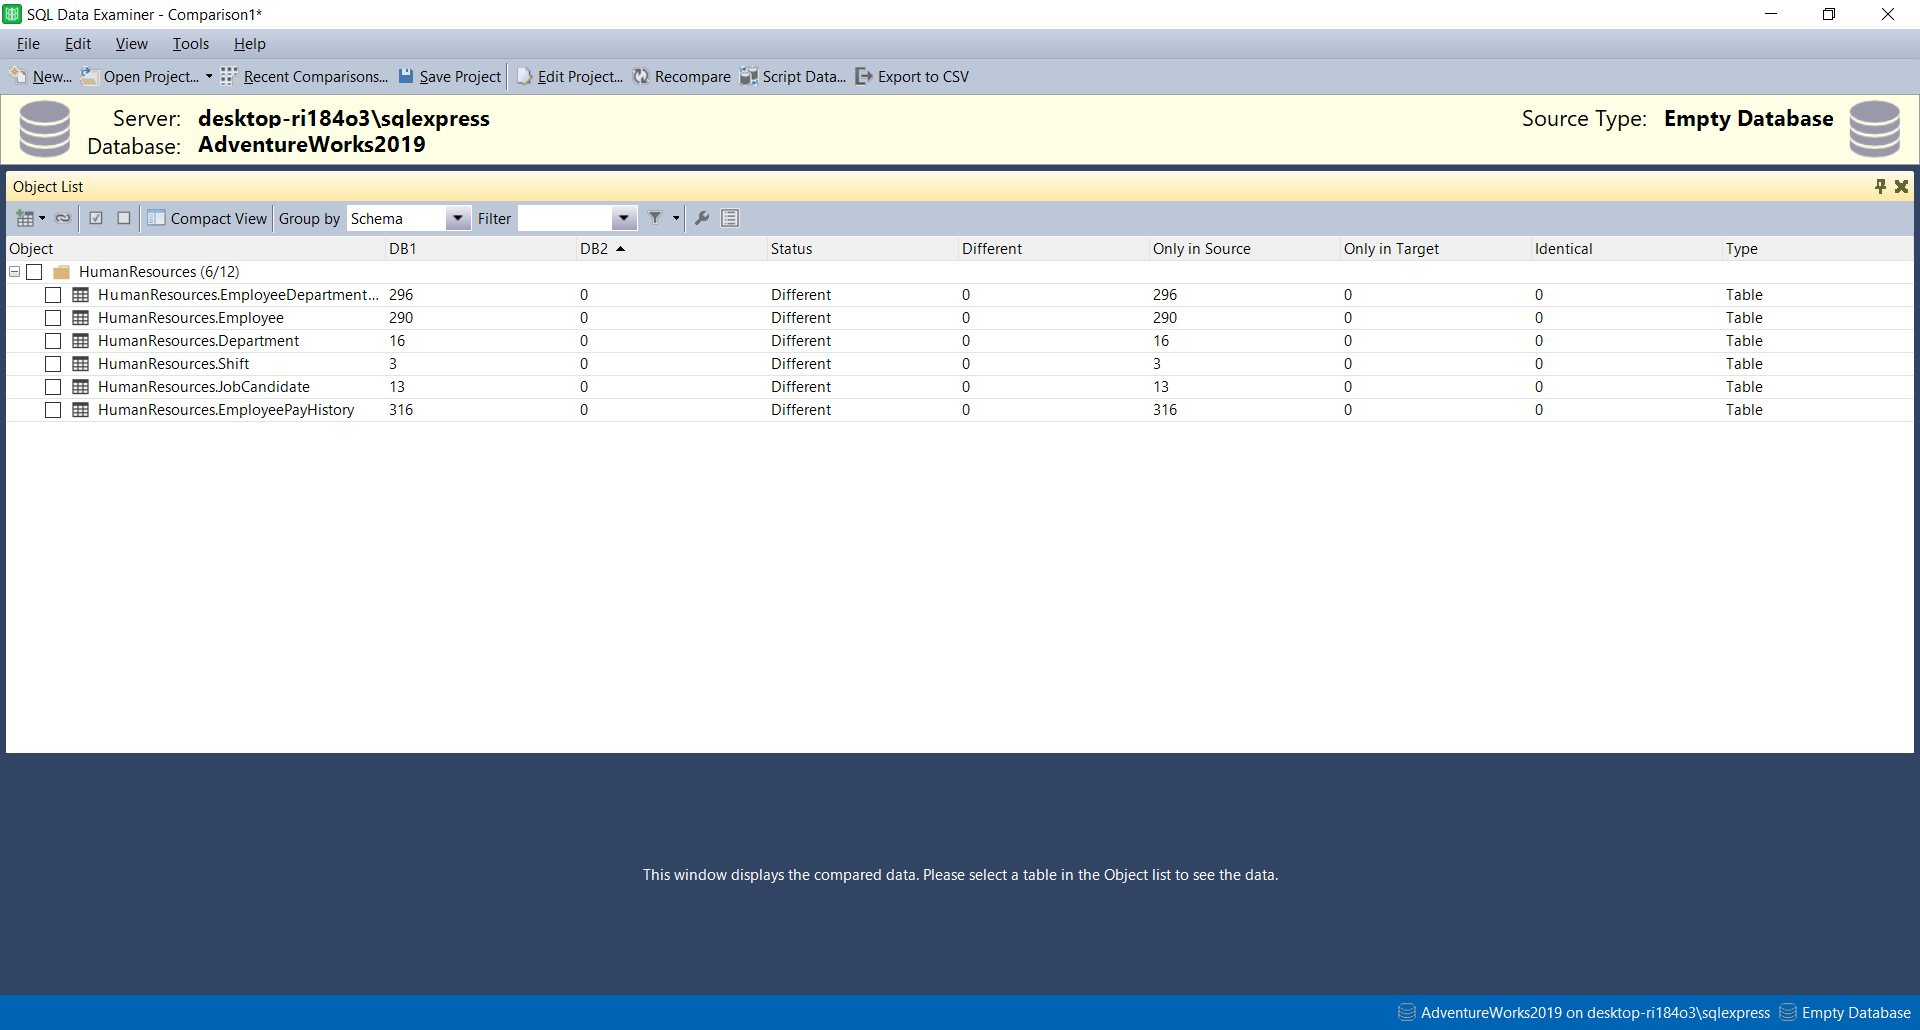 SQL Data Examiner - Comparison1*
File Edit View Tools Help
New... Open Project... Recent Comparisons... Save Project Edit Project... Recompare Script Data... Export to CSV
Server: desktop-ri184o3\sqlexpress Source Type: Empty Database
Database: AdventureWorks2019
Object List
Compact View Group by Schema Filter
Object DB1 DB2 Status Different Only in Source Only in Target Identical Type
HumanResources (6/12)
HumanResources.EmployeeDepartment... 296 0 Different 0 296 0 0 Table
HumanResources.Employee 290 0 Different 0 290 0 0 Table
HumanResources.Department 16 0 Different 0 16 0 0 Table
HumanResources.Shift 3 0 Different 0 3 0 0 Table
HumanResources.JobCandidate 13 0 Different 0 13 0 0 Table
HumanResources.EmployeePayHistory 316 0 Different 0 316 0 0 Table
This window displays the compared data. Please select a table in the Object list to see the data.
AdventureWorks2019 on desktop-ri184o3\sqlexpress Empty Database